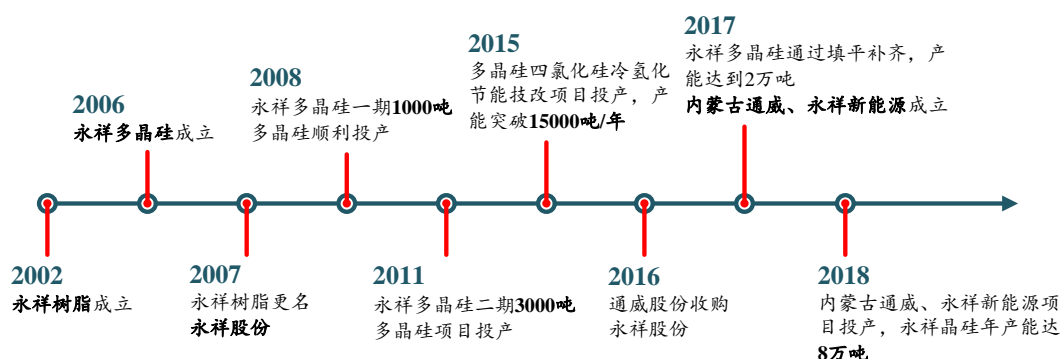 2002
永祥树脂成立
2006
永祥多晶硅成立
2007
永祥树脂更名
永祥股份
2008
永祥多晶硅一期1000吨
多晶硅顺利投产
2011
永祥多晶硅二期3000吨
多晶硅项目投产
2015
多晶硅四氯化硅冷氢化
节能技改项目投产，产
能突破15000吨/年
2016
通威股份收购
永祥股份
2017
永祥多晶硅通过填平补齐，产
能达到2万吨
内蒙古通威、永祥新能源成立
2018
内蒙古通威、永祥新能源项
目投产，永祥晶硅年产能达
8万吨